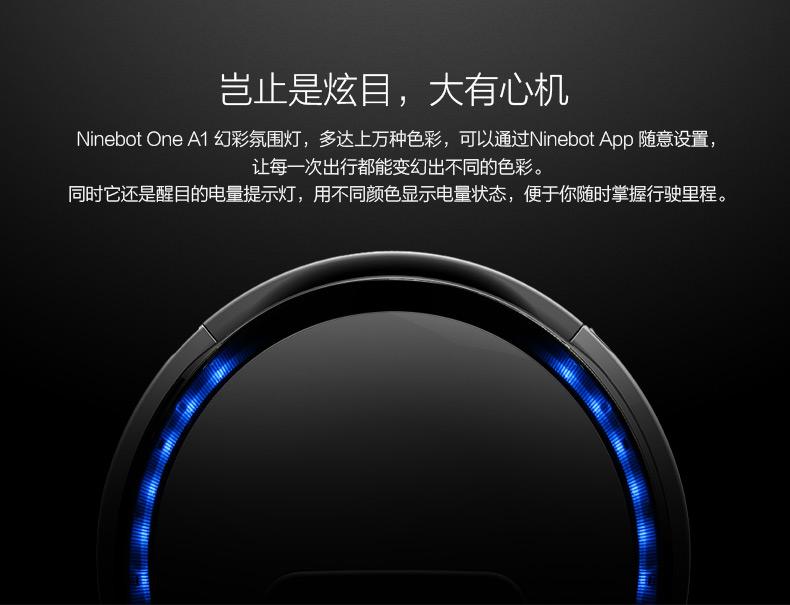 岂止是炫目，大有心机
Ninebot One A1 幻彩氛围灯，多达上万种色彩，可以通过Ninebot App 随意设置，
让每一次出行都能变幻出不同的色彩。
同时它还是醒目的电量提示灯，用不同颜色显示电量状态，便于你随时掌握行驶里程。